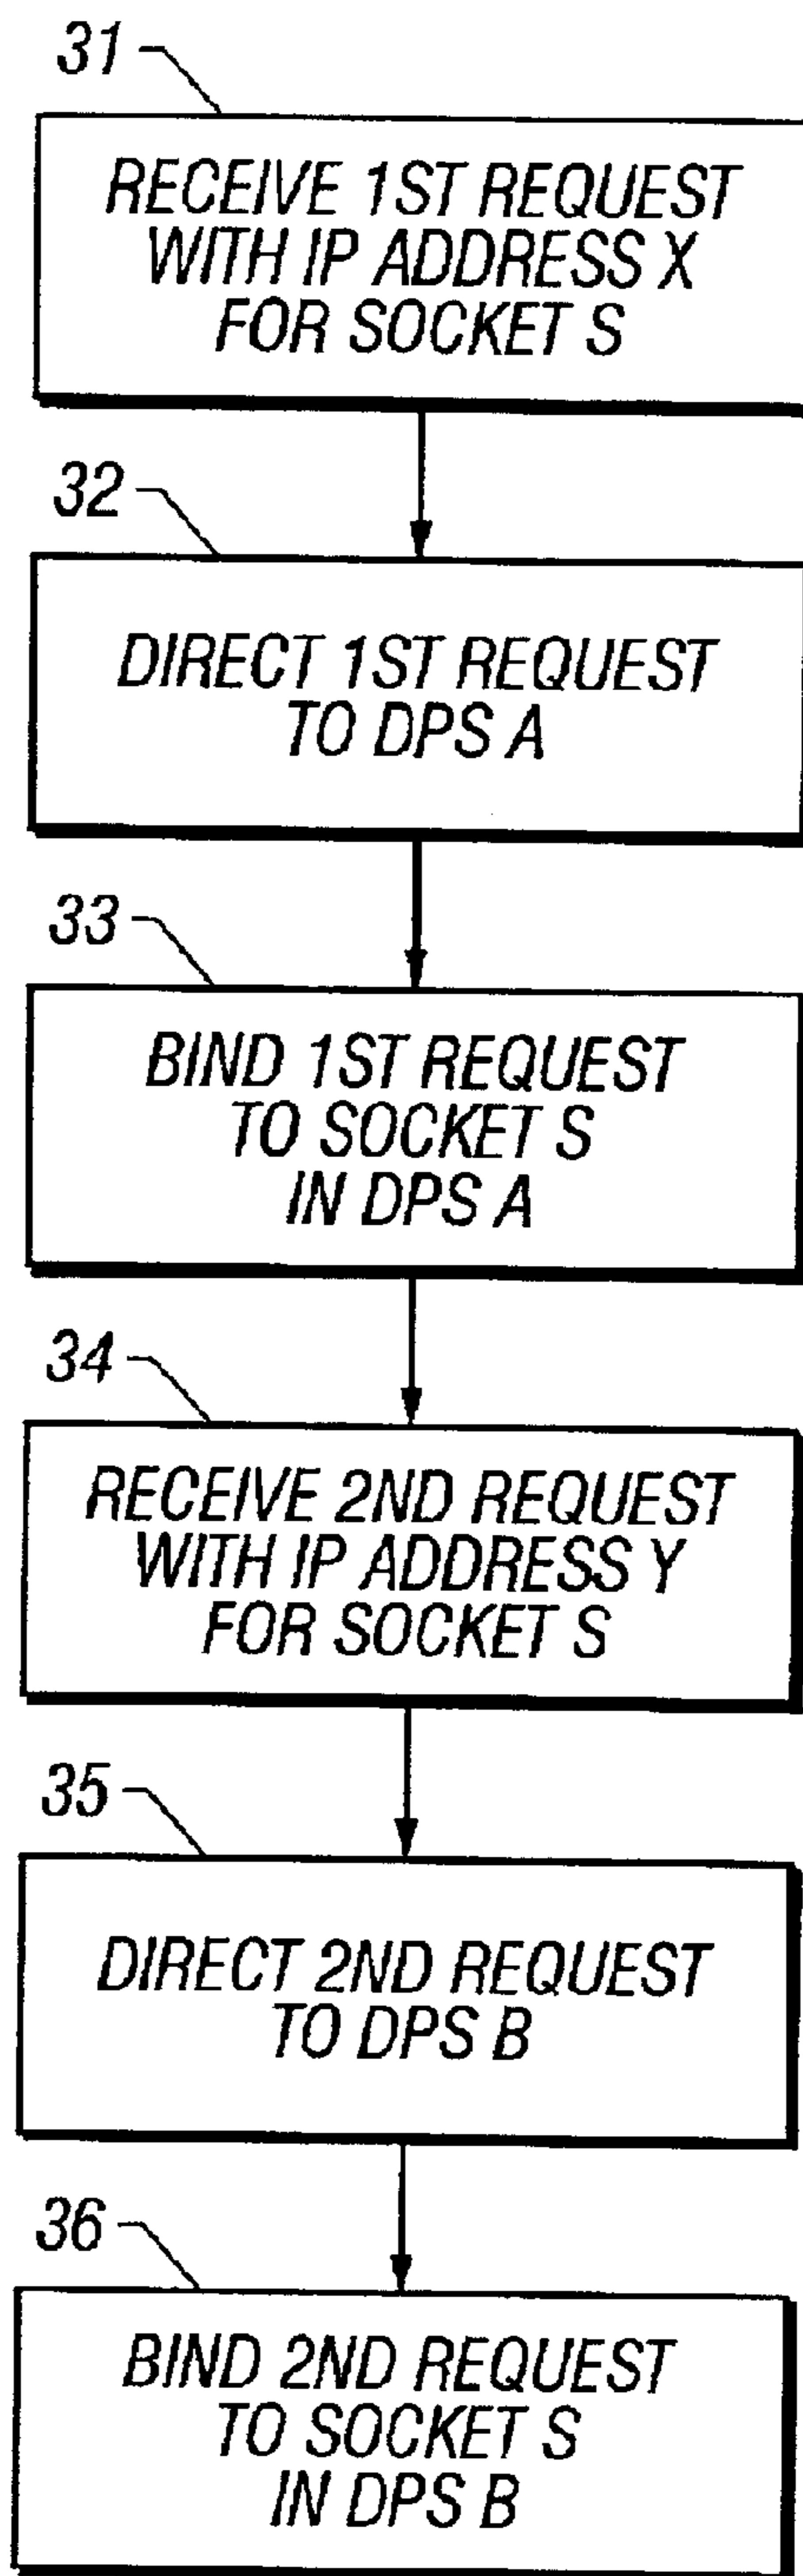 31
RECEIVE 1ST REQUEST
WITH IP ADDRESS X
FOR SOCKET S
32
DIRECT 1ST REQUEST
TO DPS A
33
BIND 1ST REQUEST
TO SOCKET S
IN DPS A
34
RECEIVE 2ND REQUEST
WITH IP ADDRESS Y
FOR SOCKET S
35
DIRECT 2ND REQUEST
TO DPS B
36
BIND 2ND REQUEST
TO SOCKET S
IN DPS B